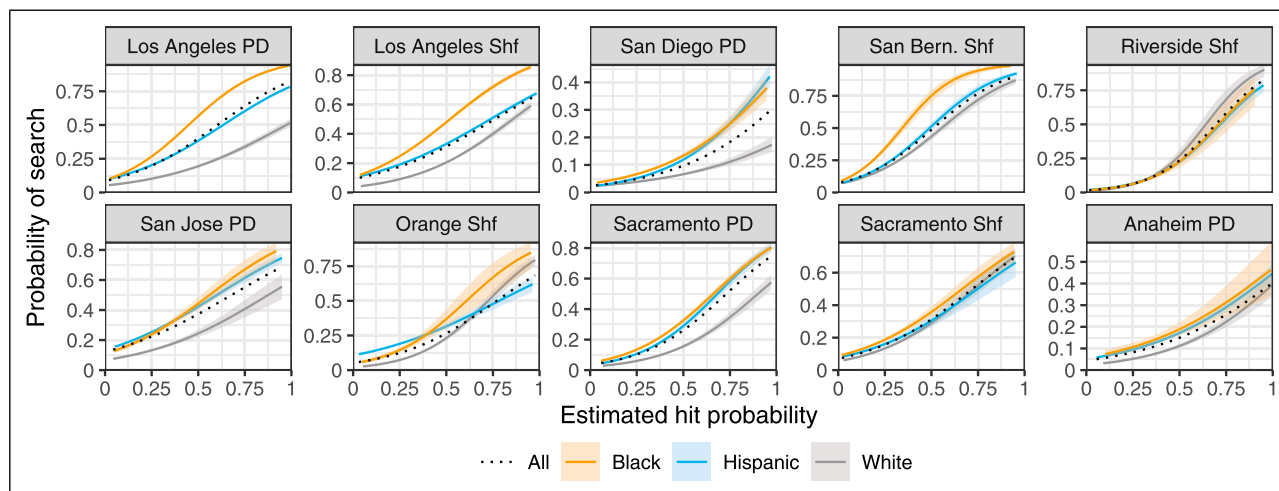 Los Angeles PD Los Angeles Shf San Diego PD San Bern. Shf Riverside Shf
0.75 0.25 0
0.8 0.6 0.4 0.2 0
0.4 0.3 0.2 0.1 0
0.75 0.5 0.25 0
0.75 0.5 0.25 0
Probability of search
San Jose PD Orange Shf Sacramento PD Sacramento Shf Anaheim PD
0.8 0.6 0.4 0.2 0
0.75 0.5 0.25 0
0.8 0.6 0.4 0.2 0
0.6 0.4 0.2 0
0.5 0.4 0.3 0.2 0.1 0
0 0.25 0.5 0.75 1 0 0.25 0.5 0.75 1 0 0.25 0.5 0.75 1 0 0.25 0.5 0.75 1 0 0.25 0.5 0.75 1
Estimated hit probability
All Black Hispanic White